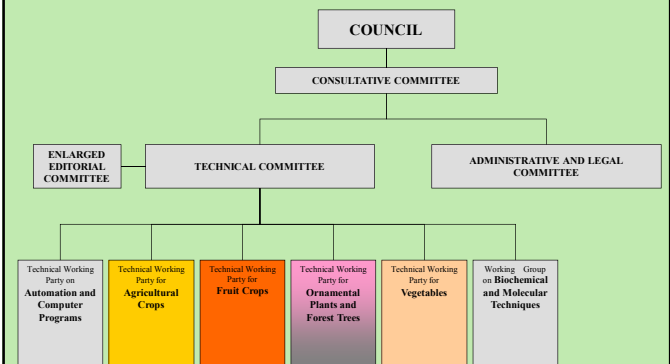 COUNCIL
CONSULTATIVE COMMITTEE
ENLARGED
EDITORIAL
COMMITTEE
TECHNICAL COMMITTEE
ADMINISTRATIVE AND LEGAL
COMMITTEE
Technical Working
Party on
Automation and
Computer
Programs
Technical Working
Party for
Agricultural
Crops
Technical Working
Party for
Fruit Crops
Technical Working
Party for
Ornamental
Plants and
Forest Trees
Technical Working
Party for
Vegetables
Working Group
on Biochemical
and Molecular
Techniques